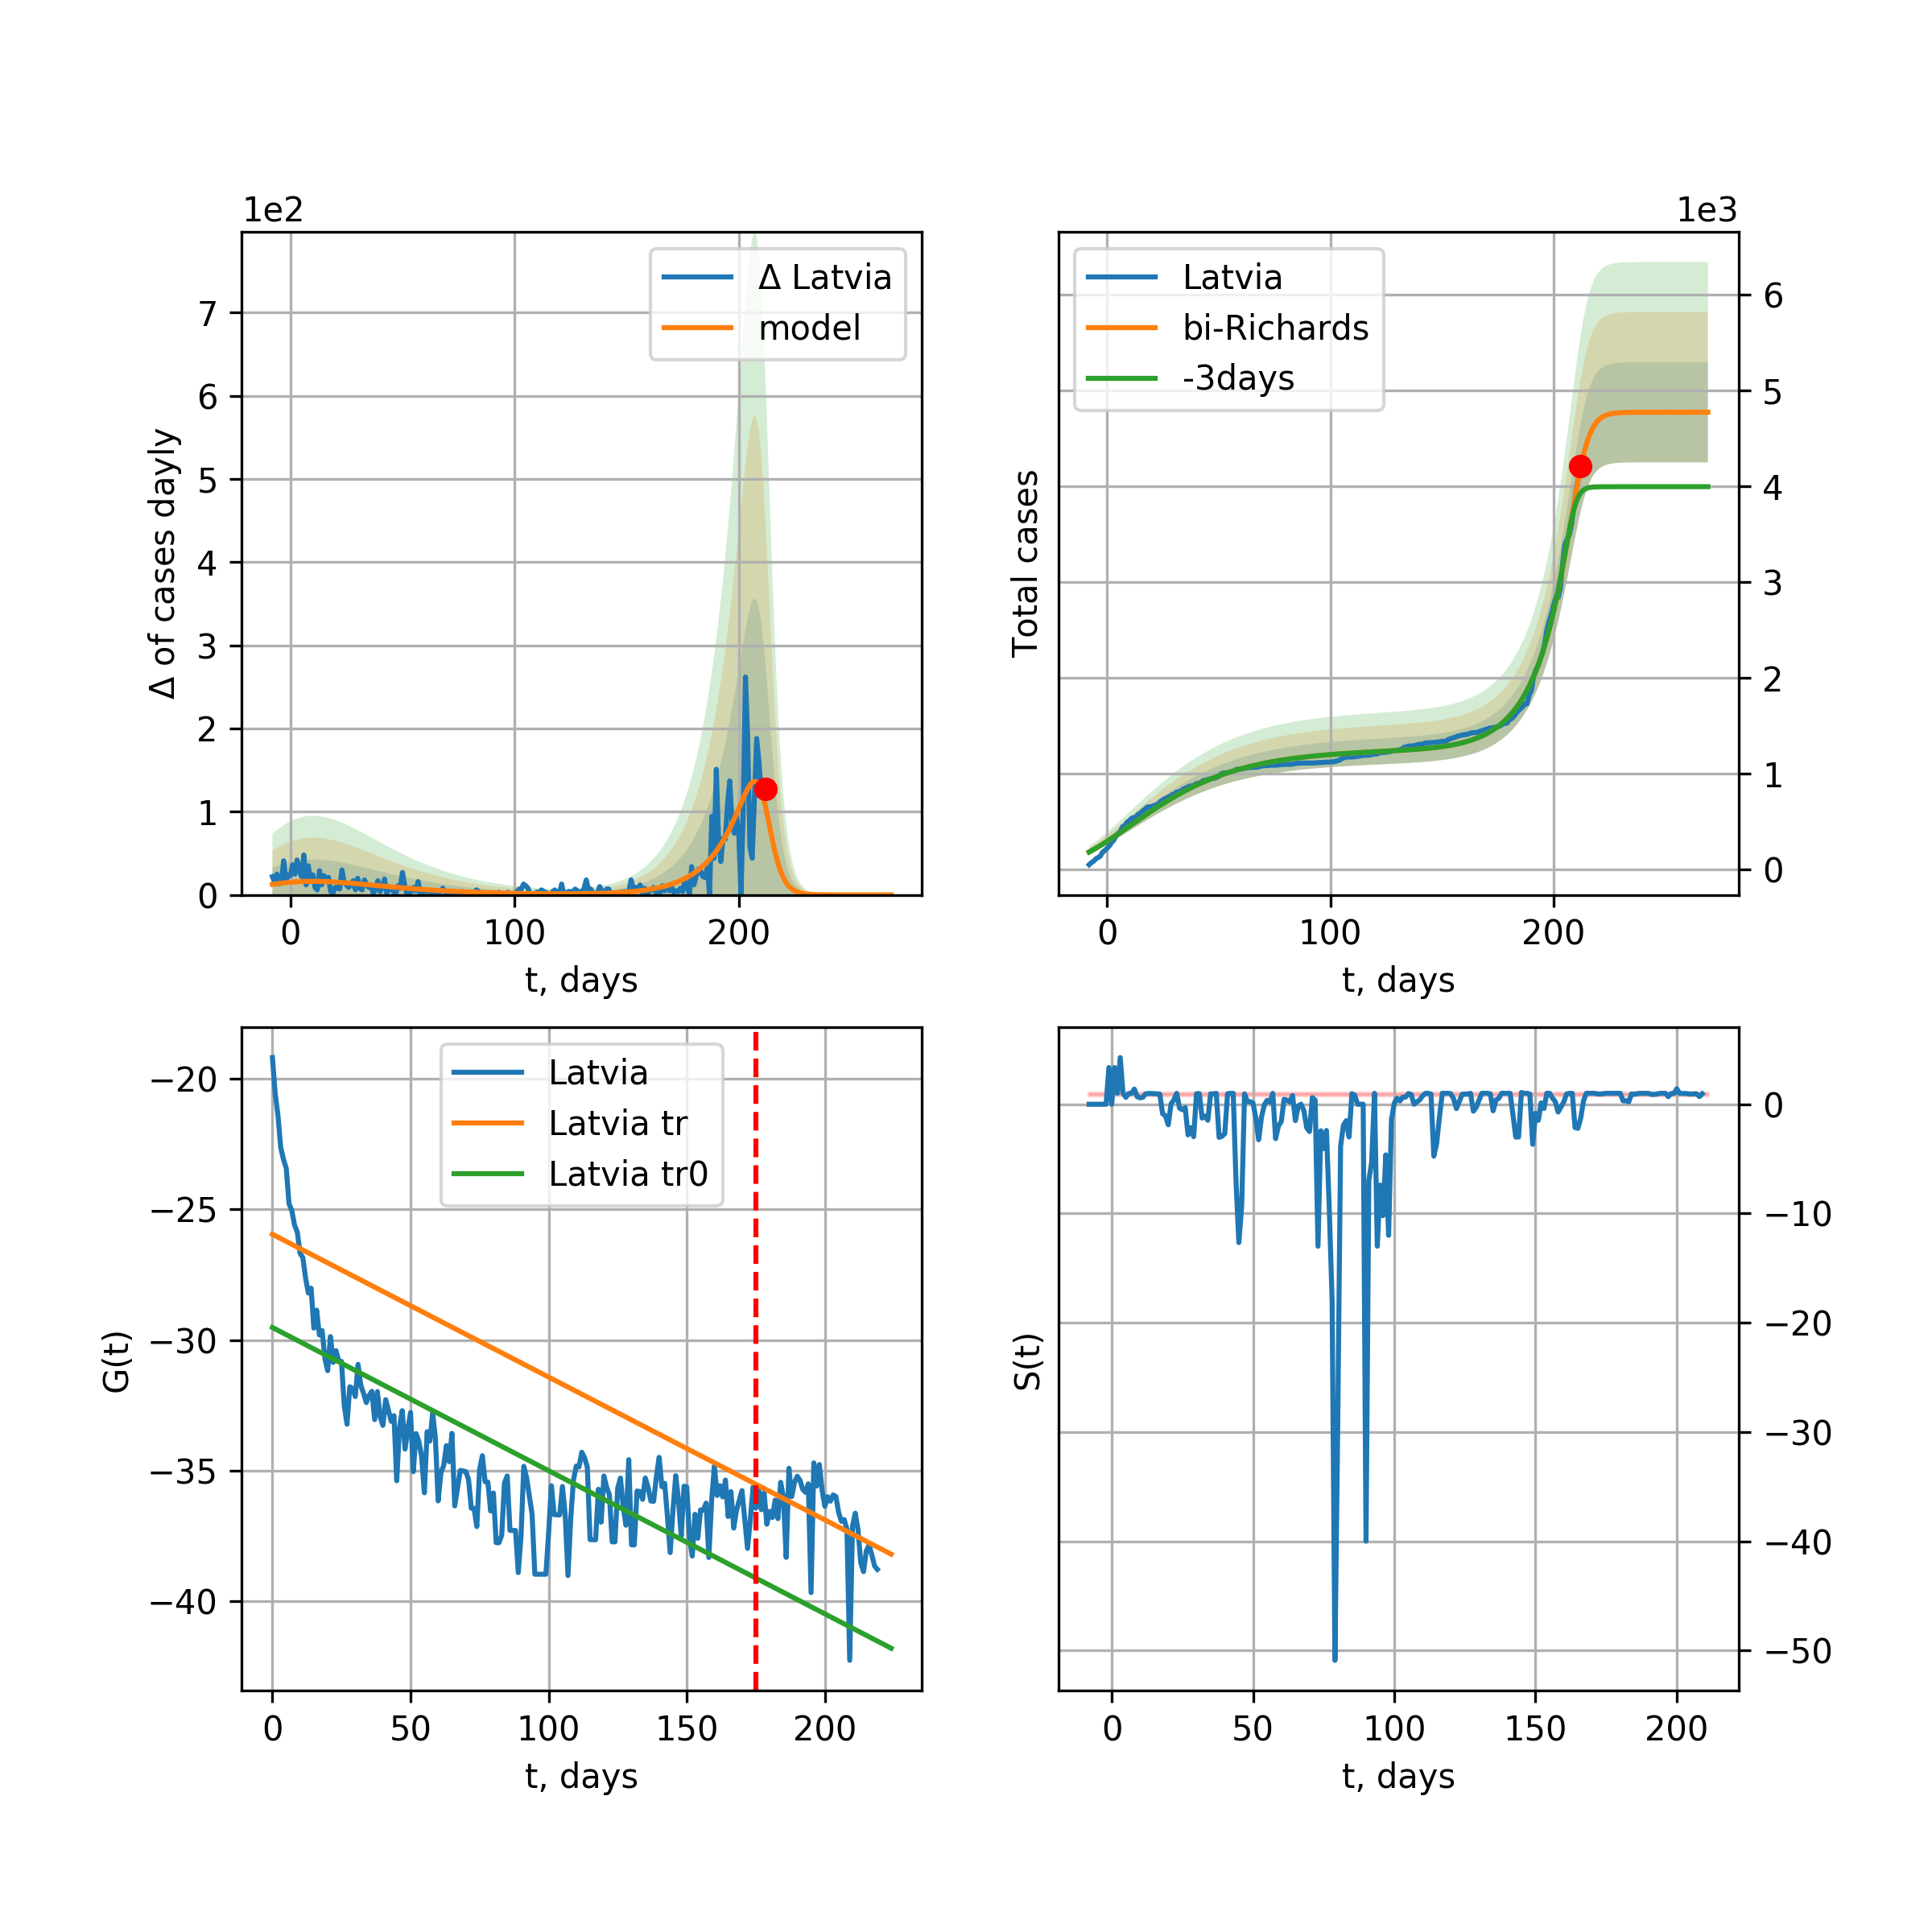 1e2
Δ Latvia
model
7
6
5
4
3
2
1
0
Δ of cases dayly
0 100 200
t, days
1e3
Latvia
bi-Richards
-3days
6
5
4
3
2
1
0
Total cases
0 100 200
t, days
Latvia
Latvia tr
Latvia tr0
−20
−25
−30
−35
−40
G(t)
0 50 100 150 200
t, days
0
−10
−20
−30
−40
−50
S(t)
0 50 100 150 200
t, days